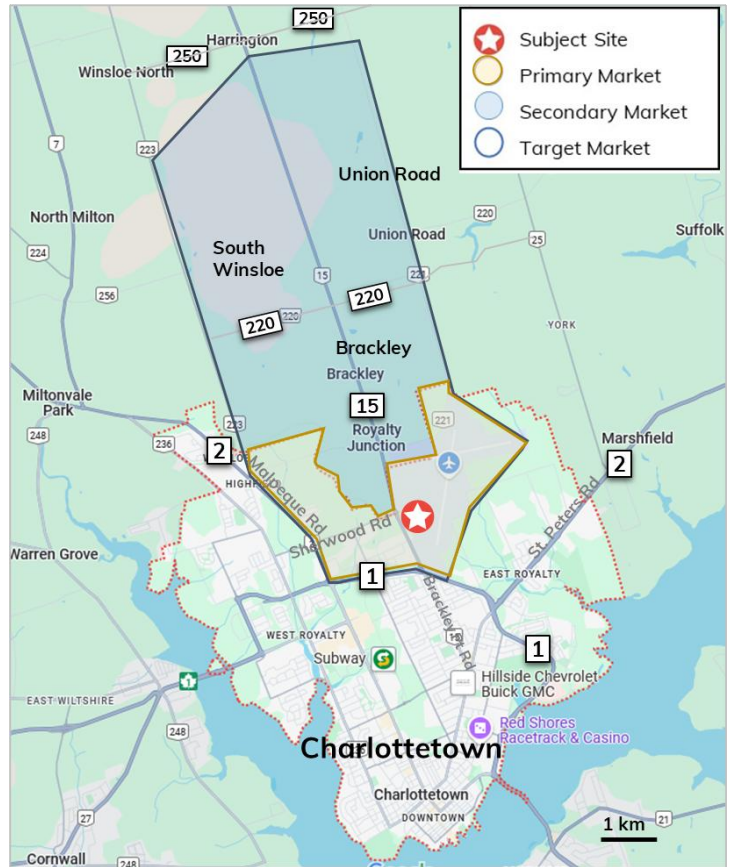 250
Harrington
250
Winsloe North
Subject Site
Primary Market
Secondary Market
Target Market
7
223
Union Road
North Milton
220
Union Road
Suffolk
224
25
South
Winsloe
15
221
256
220
220
220
YORK
Brackley
Brackley
Miltonvale
Park
15
223
221
248
Royalty
Junction
236
2
Marshfield
2
HIGHF
Malpeque Rd
St. Peters Rd
Sherwood Rd
Warren Grove
1
EAST ROYALTY
Brackley Pt Rd
WEST ROYALTY
15
1
Subway
Hillside Chevrolet
Buick GMC
1
EAST WILTSHIRE
248
Red Shores
Racetrack & Casino
Charlottetown
Charlottetown
DOWNTOWN
27
1 km
21
Cornwall
248